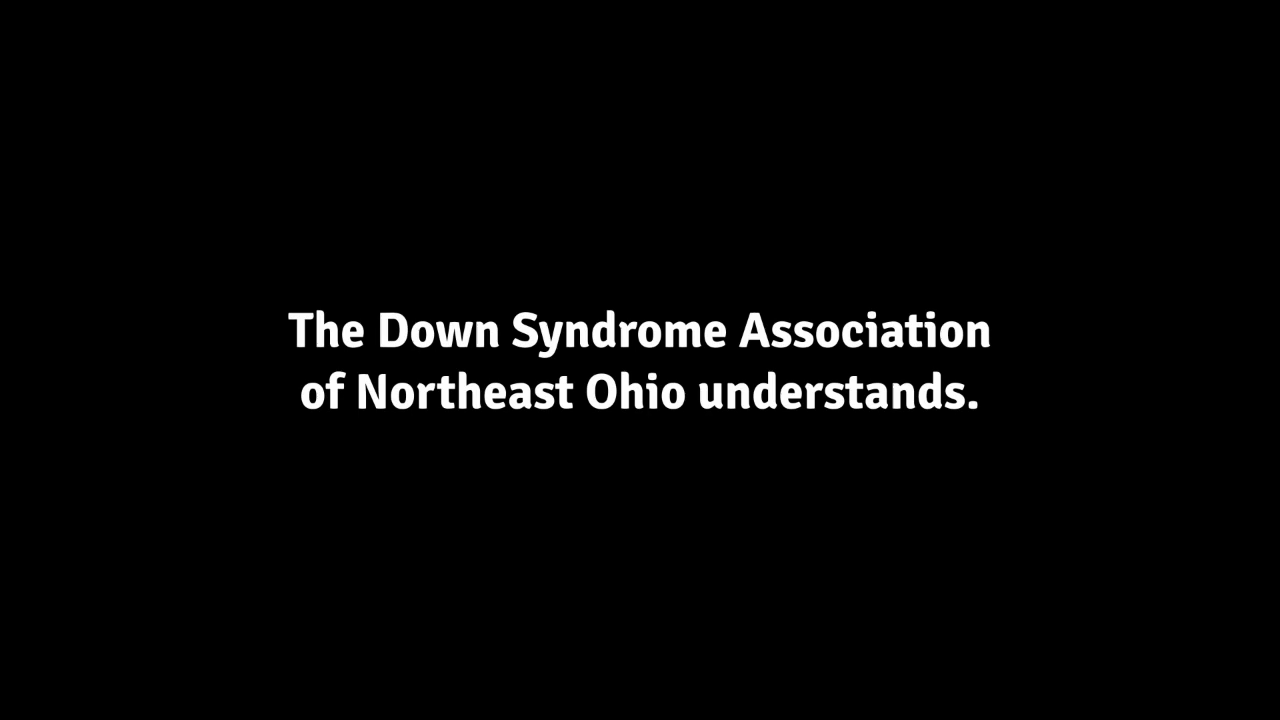 The Down Syndrome Association
of Northeast Ohio understands.